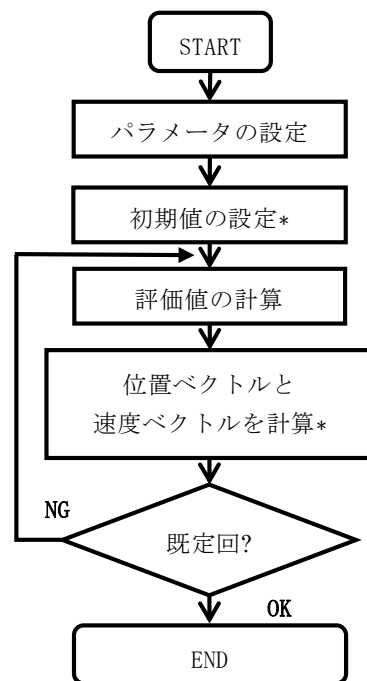 START
パラメータの設定
初期値の設定*
評価値の計算
位置ベクトルと
速度ベクトルを計算*
NG
既定回?
OK
END